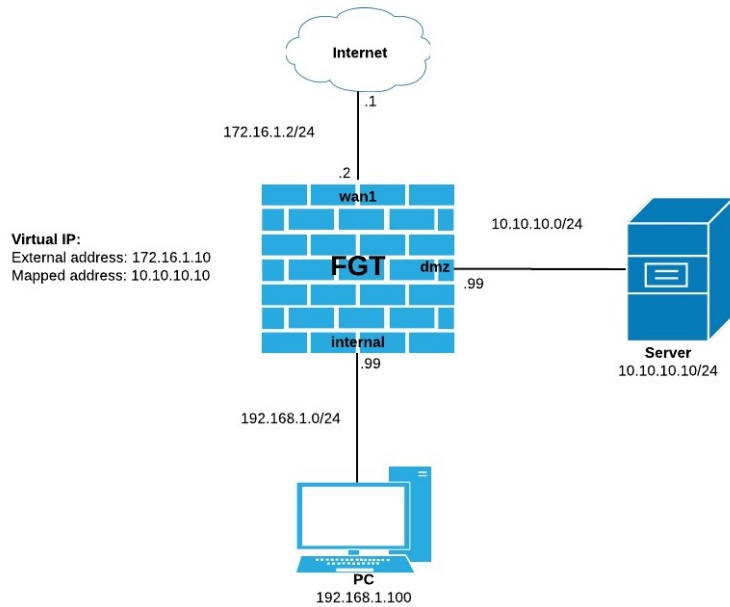 Internet
.1
172.16.1.2/24
.2
wan1
10.10.10.0/24
Virtual IP:
External address: 172.16.1.10
Mapped address: 10.10.10.10
FGT
dmz
.99
internal
Server
10.10.10.10/24
.99
192.168.1.0/24
PC
192.168.1.100